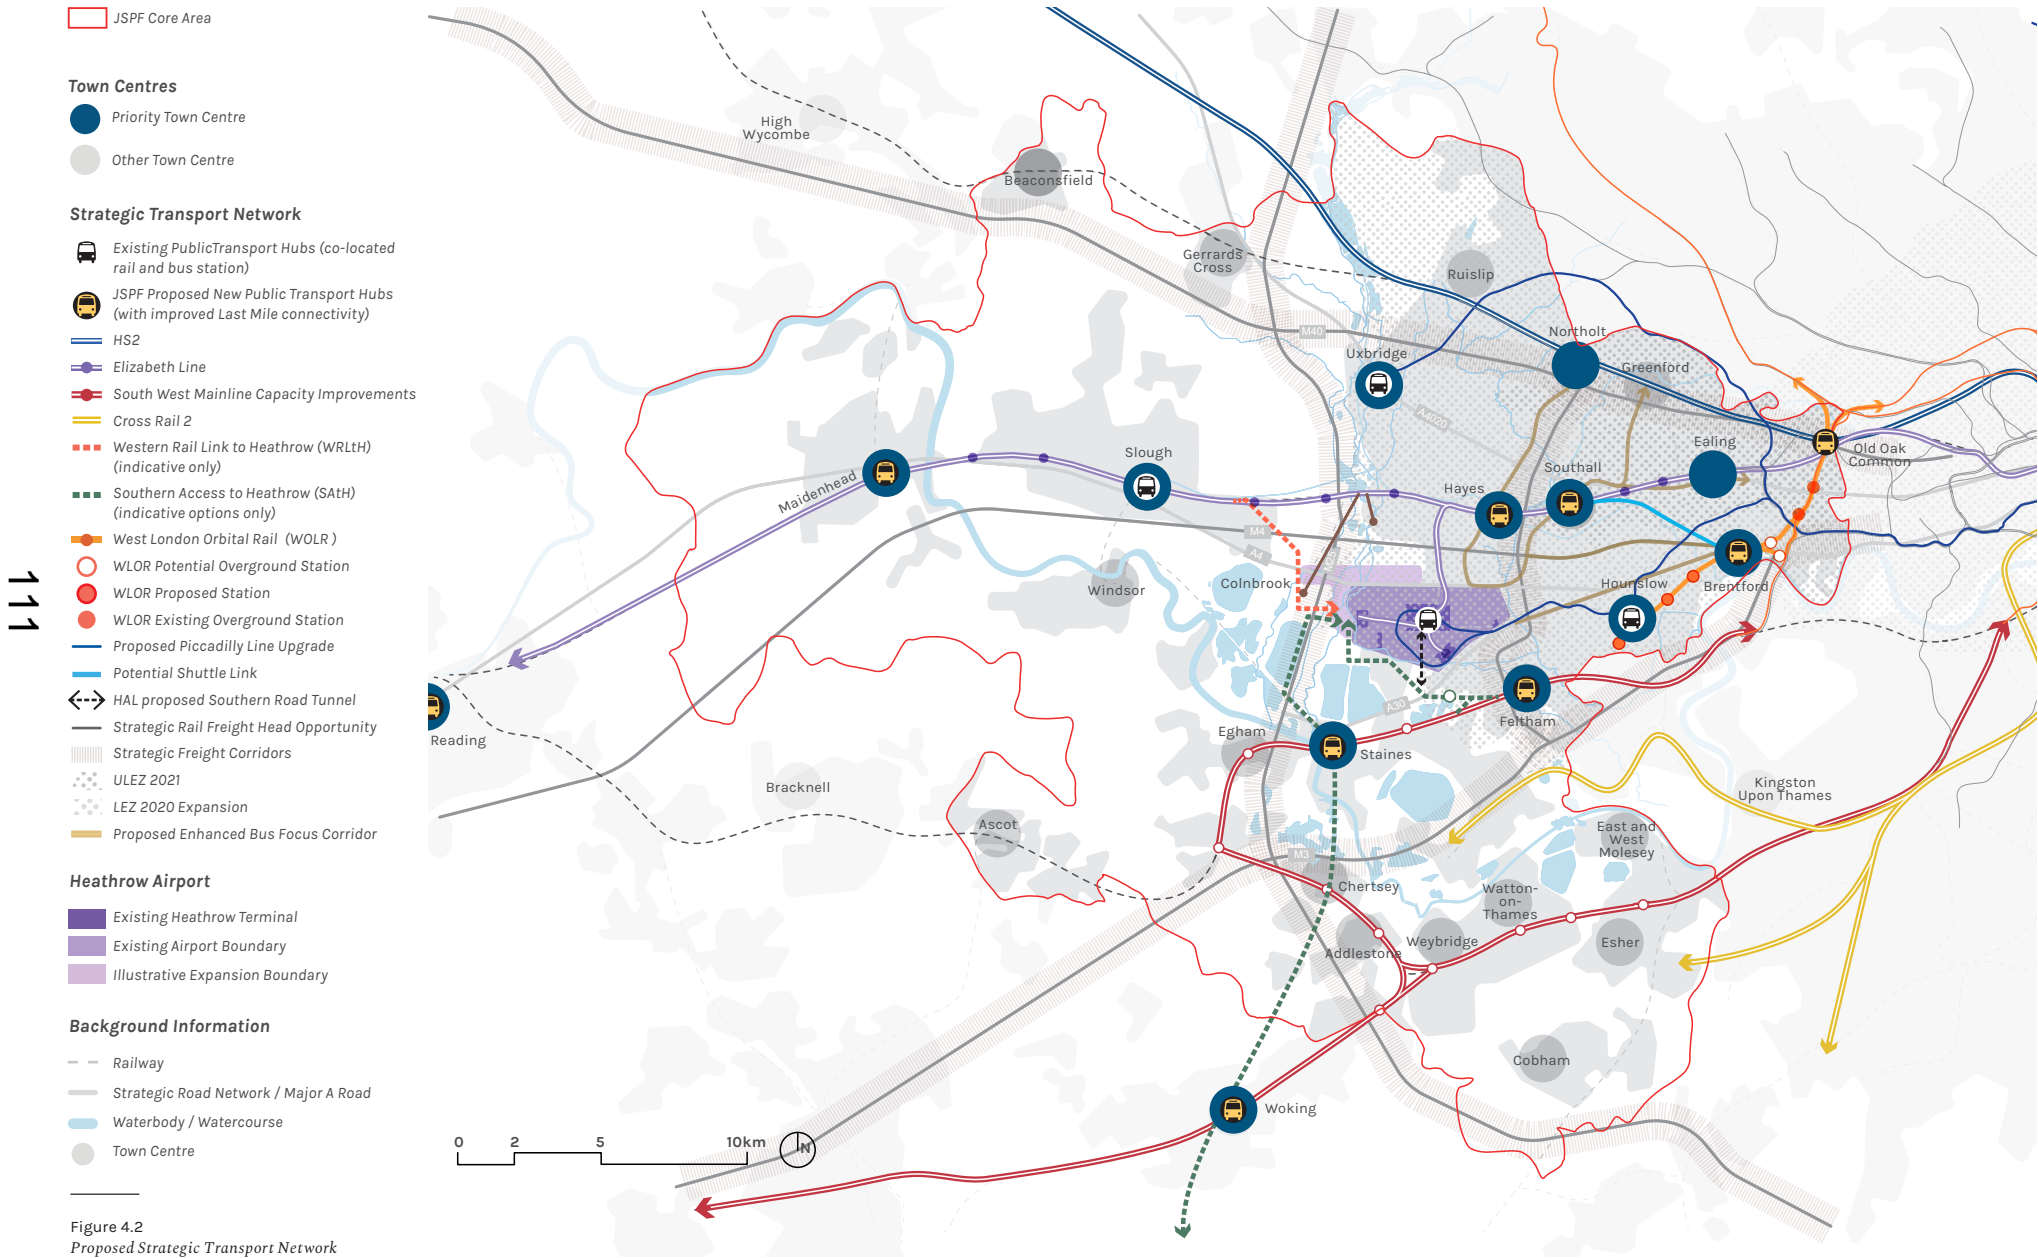 JSPF Core Area
Town Centres
Priority Town Centre
Other Town Centre
Strategic Transport Network
Existing PublicTransport Hubs (co-located
rail and bus station)
JSPF Proposed New Public Transport Hubs
(with improved Last Mile connectivity)
HS2
Elizabeth Line
South West Mainline Capacity Improvements
Cross Rail 2
Western Rail Link to Heathrow (WRLtH)
(indicative only)
Southern Access to Heathrow (SAtH)
(indicative options only)
West London Orbital Rail (WOLR )
WLOR Potential Overground Station
WLOR Proposed Station
WLOR Existing Overground Station
Proposed Piccadilly Line Upgrade
Potential Shuttle Link
HAL proposed Southern Road Tunnel
Strategic Rail Freight Head Opportunity
Strategic Freight Corridors
ULEZ 2021
LEZ 2020 Expansion
Proposed Enhanced Bus Focus Corridor
Heathrow Airport
Existing Heathrow Terminal
Existing Airport Boundary
Illustrative Expansion Boundary
Background Information
Railway
Strategic Road Network / Major A Road
Waterbody / Watercourse
Town Centre
Figure 4.2
Proposed Strategic Transport Network
111
High
Wycombe
Beaconsfield
Gerrards
Cross
Ruislip
M40
Northolt
Uxbridge
Greenford
A4020
Ealing
Old Oak
Common
Slough
Southall
Hayes
Maidenhead
M4
A4
Colnbrook
Windsor
Hounslow
Brentford
A30
Feltham
Reading
Egham
Staines
Bracknell
Kingston
Upon Thames
Ascot
East and
West
Molesey
M3
Chertsey
Watton-
on-
Thames
Weybridge
Addlestone
Esher
Cobham
Woking
0 2 5 10km
N